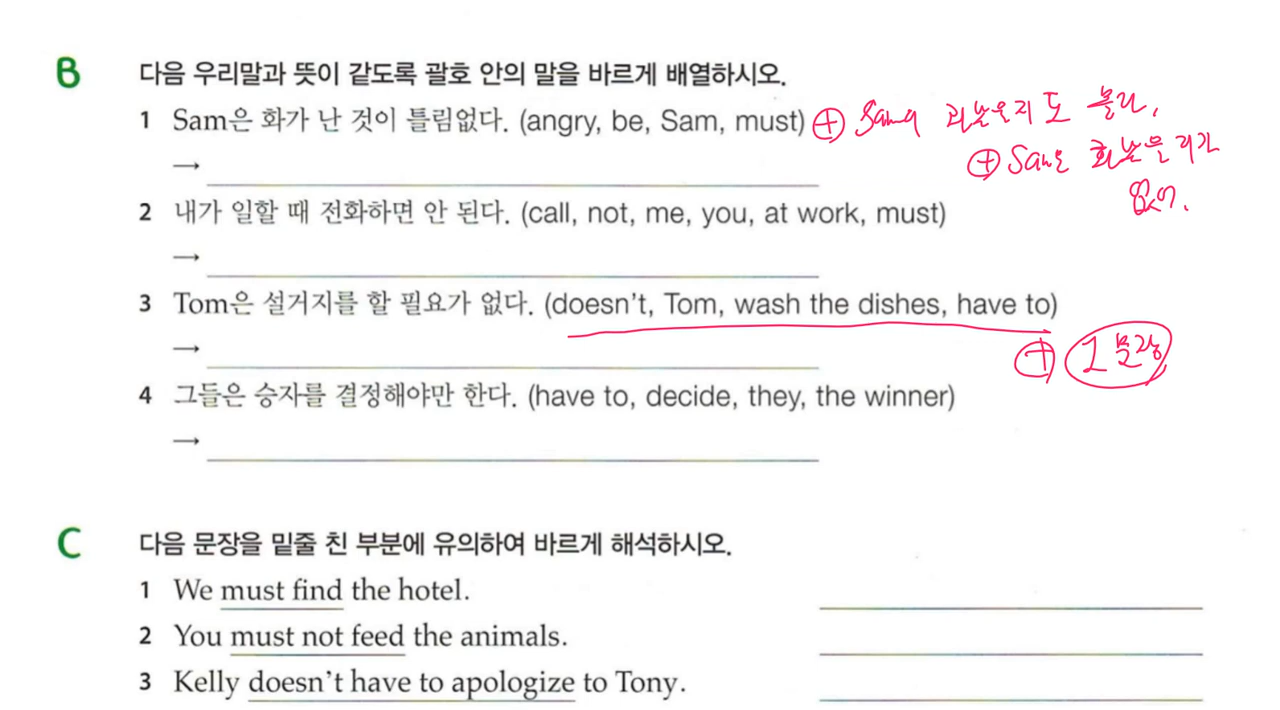 B 다음 우리말과 뜻이 같도록 괄호 안의 말을 바르게 배열하시오.
1 Sam은 화가 난 것이 틀림없다. (angry, be, Sam, must) ⊕ Sam이 화났을지도 몰라.
→ ⊕ Sam은 화났을 리가
없어.
2 내가 일할 때 전화하면 안 된다. (call, not, me, you, at work, must)
→
3 Tom은 설거지를 할 필요가 없다. (doesn't, Tom, wash the dishes, have to)
→ ⊕ 1 문장
4 그들은 승자를 결정해야만 한다. (have to, decide, they, the winner)
→
C 다음 문장을 밑줄 친 부분에 유의하여 바르게 해석하시오.
1 We must find the hotel.
2 You must not feed the animals.
3 Kelly doesn't have to apologize to Tony.